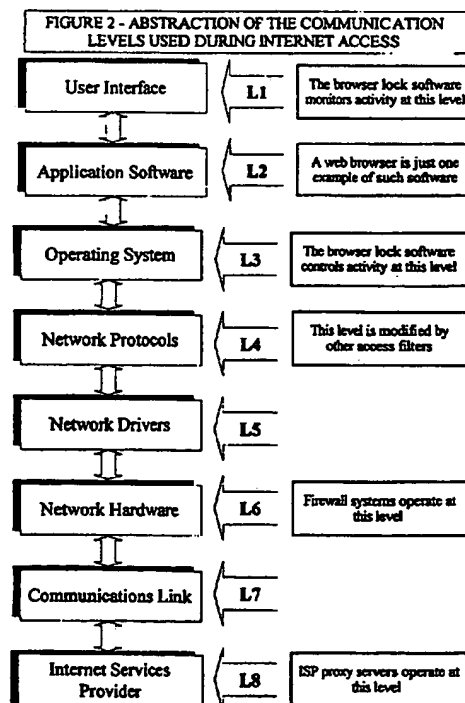 FIGURE 2 - ABSTRACTION OF THE COMMUNICATION
LEVELS USED DURING INTERNET ACCESS
User Interface
L1
The browser lock software
monitors activity at this level
Application Software
L2
A web browser is just one
example of such software
Operating System
L3
The browser lock software
controls activity at this level
Network Protocols
L4
This level is modified by
other access filters
Network Drivers
L5
Network Hardware
L6
Firewall systems operate at
this level
Communications Link
L7
Internet Services
Provider
L8
ISP proxy servers operate at
this level